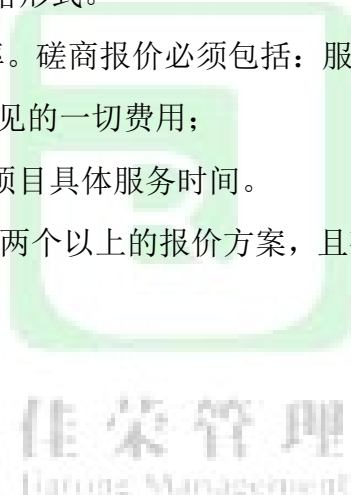 形式。
。磋商报价必须包括：服
见的一切费用；
项目具体服务时间。
两个以上的报价方案，且
佳荣管理
Jiarong Management